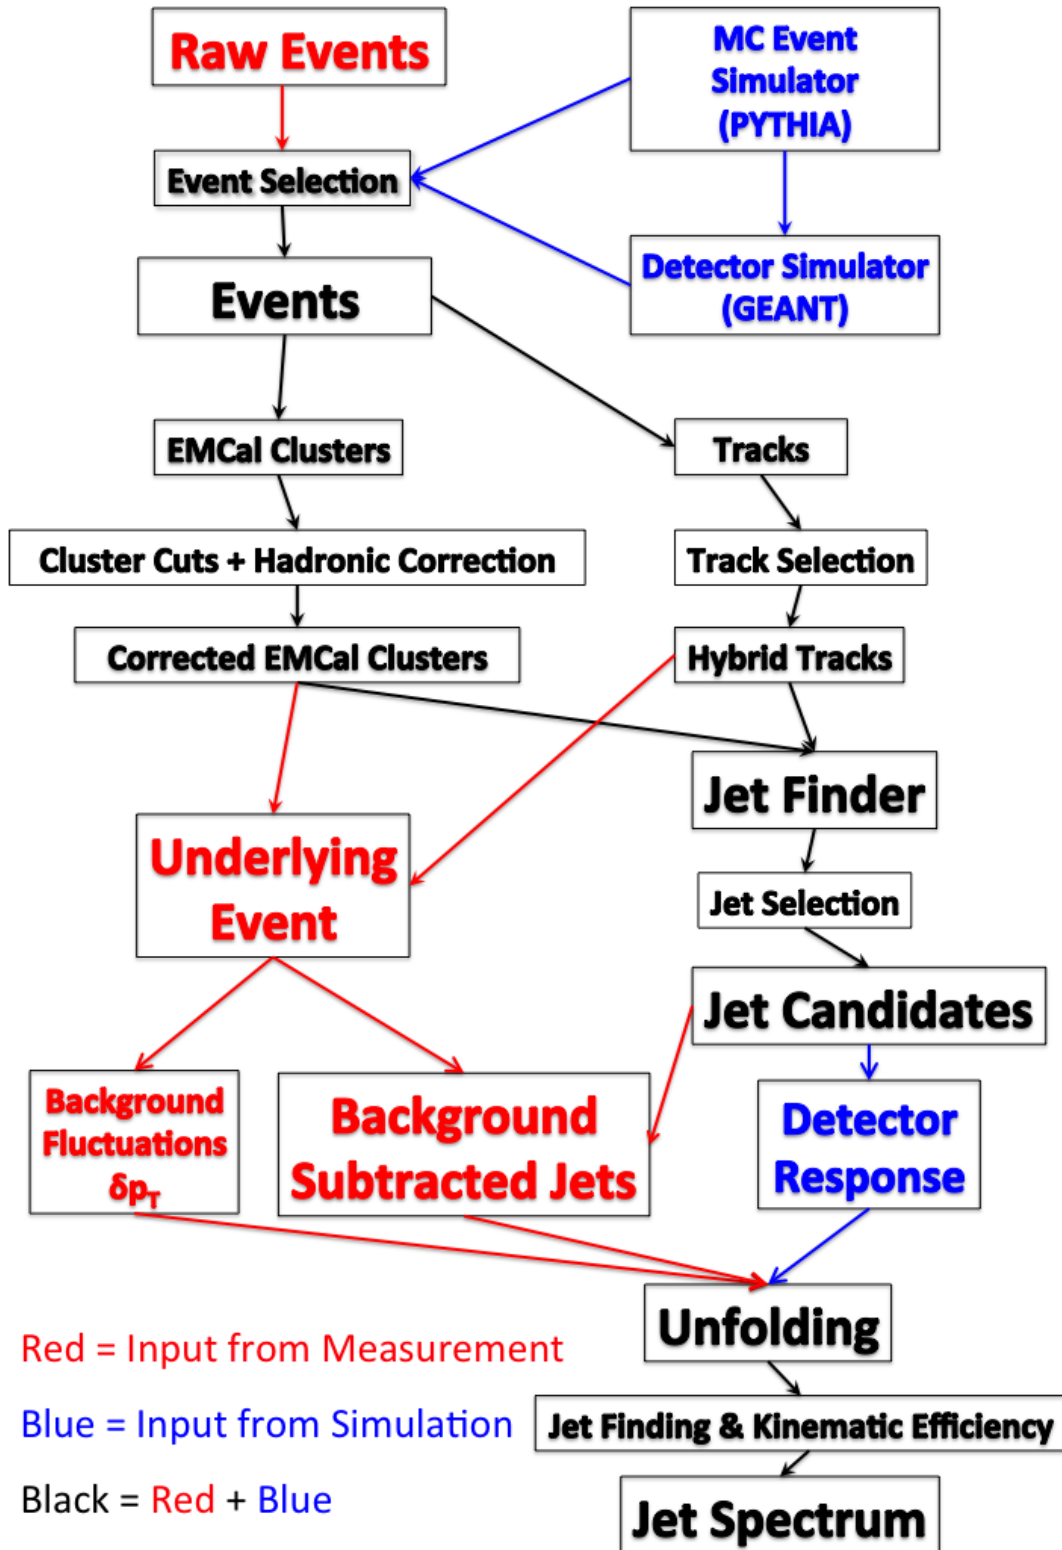 Raw Events
MC Event
Simulator
(PYTHIA)
Event Selection
Detector Simulator
(GEANT)
Events
EMCal Clusters
Tracks
Cluster Cuts + Hadronic Correction
Track Selection
Corrected EMCal Clusters
Hybrid Tracks
Jet Finder
Underlying
Event
Jet Selection
Jet Candidates
Background
Fluctuations
δpT
Background
Subtracted Jets
Detector
Response
Unfolding
Red = Input from Measurement
Blue = Input from Simulation
Jet Finding & Kinematic Efficiency
Black = Red + Blue
Jet Spectrum